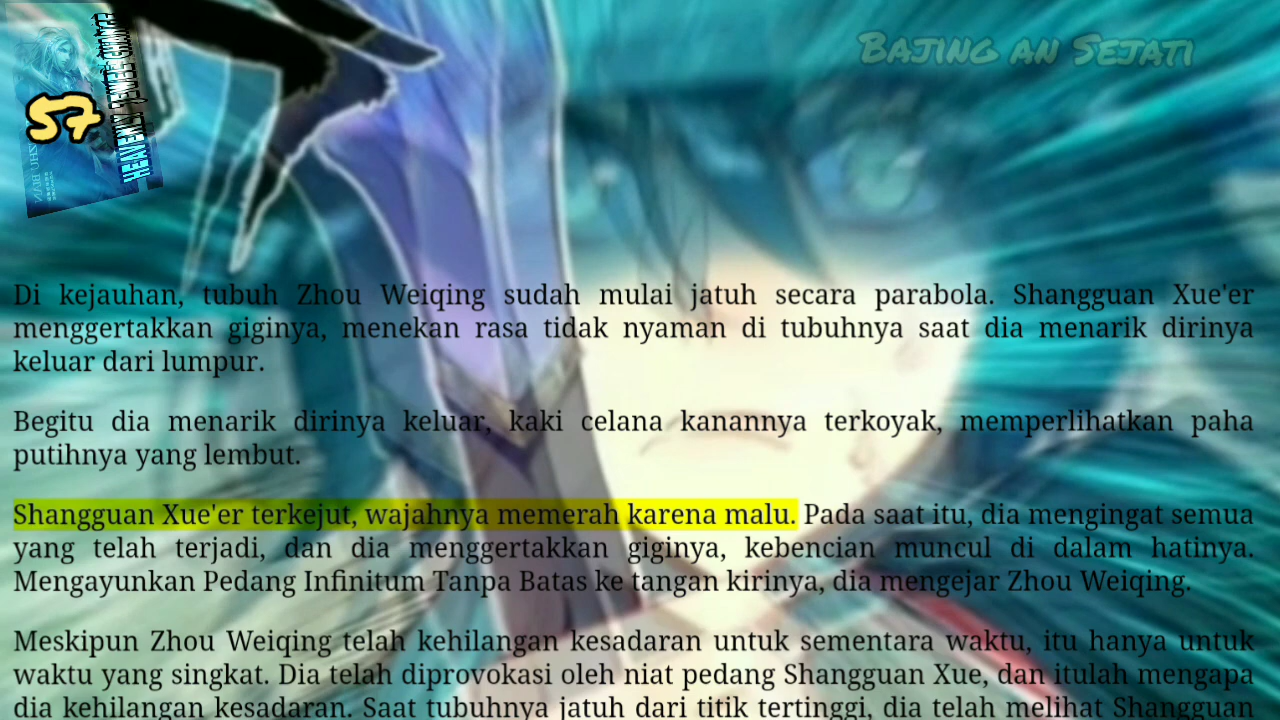 Bajing an Sejati
57
HEAVENLY JEWEL CHANGE
ZHU BIAN
Di kejauhan, tubuh Zhou Weiqing sudah mulai jatuh secara parabola. Shangguan Xue'er
menggertakkan giginya, menekan rasa tidak nyaman di tubuhnya saat dia menarik dirinya
keluar dari lumpur.
Begitu dia menarik dirinya keluar, kaki celana kanannya terkoyak, memperlihatkan paha
putihnya yang lembut.
Shangguan Xue'er terkejut, wajahnya memerah karena malu. Pada saat itu, dia mengingat semua
yang telah terjadi, dan dia menggertakkan giginya, kebencian muncul di dalam hatinya.
Mengayunkan Pedang Infinitum Tanpa Batas ke tangan kirinya, dia mengejar Zhou Weiqing.
Meskipun Zhou Weiqing telah kehilangan kesadaran untuk sementara waktu, itu hanya untuk
waktu yang singkat. Dia telah diprovokasi oleh niat pedang Shangguan Xue, dan itulah mengapa
dia kehilangan kesadaran. Saat tubuhnya jatuh dari titik tertinggi, dia telah melihat Shangguan